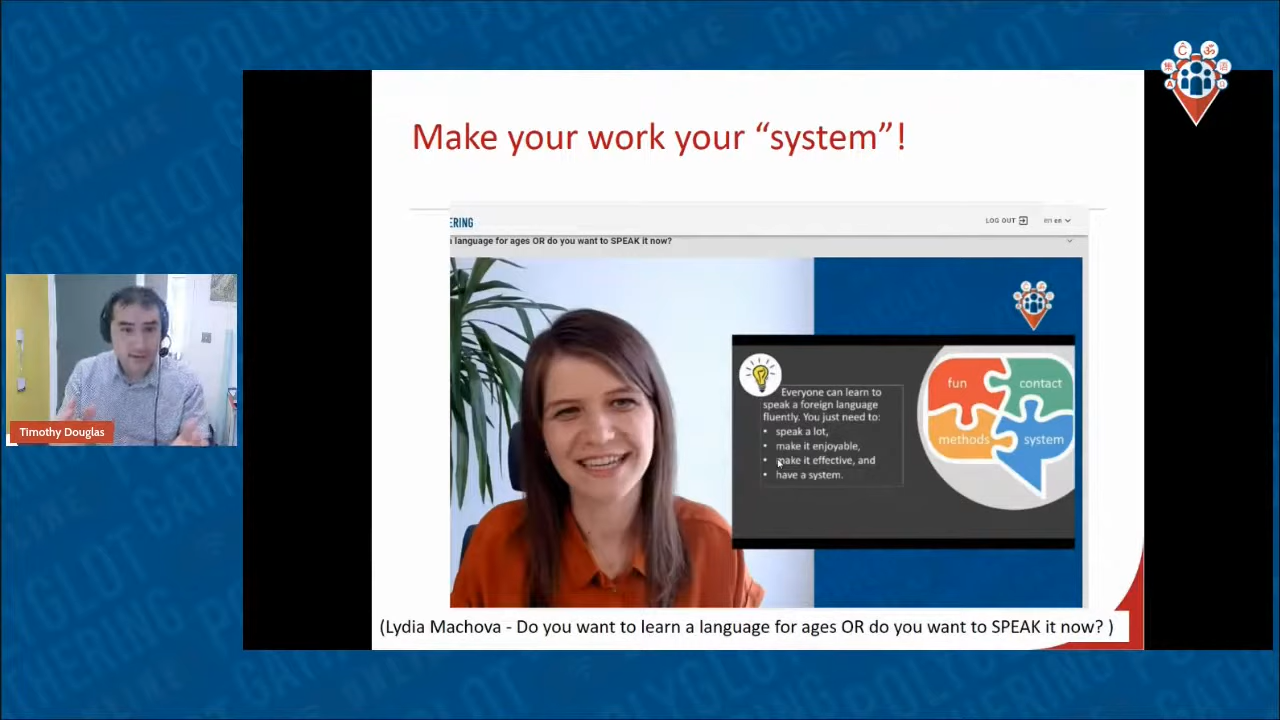 Make your work your “system”!
ERING
LOG OUT
en
a language for ages OR do you want to SPEAK it now?
Everyone can learn to
speak a foreign language
fluently. You just need to:
• speak a lot,
• make it enjoyable,
• make it effective, and
• have a system.
fun
contact
methods
system
Timothy Douglas
(Lydia Machova - Do you want to learn a language for ages OR do you want to SPEAK it now? )
POLYGLOT
GATHERING
ONLINE